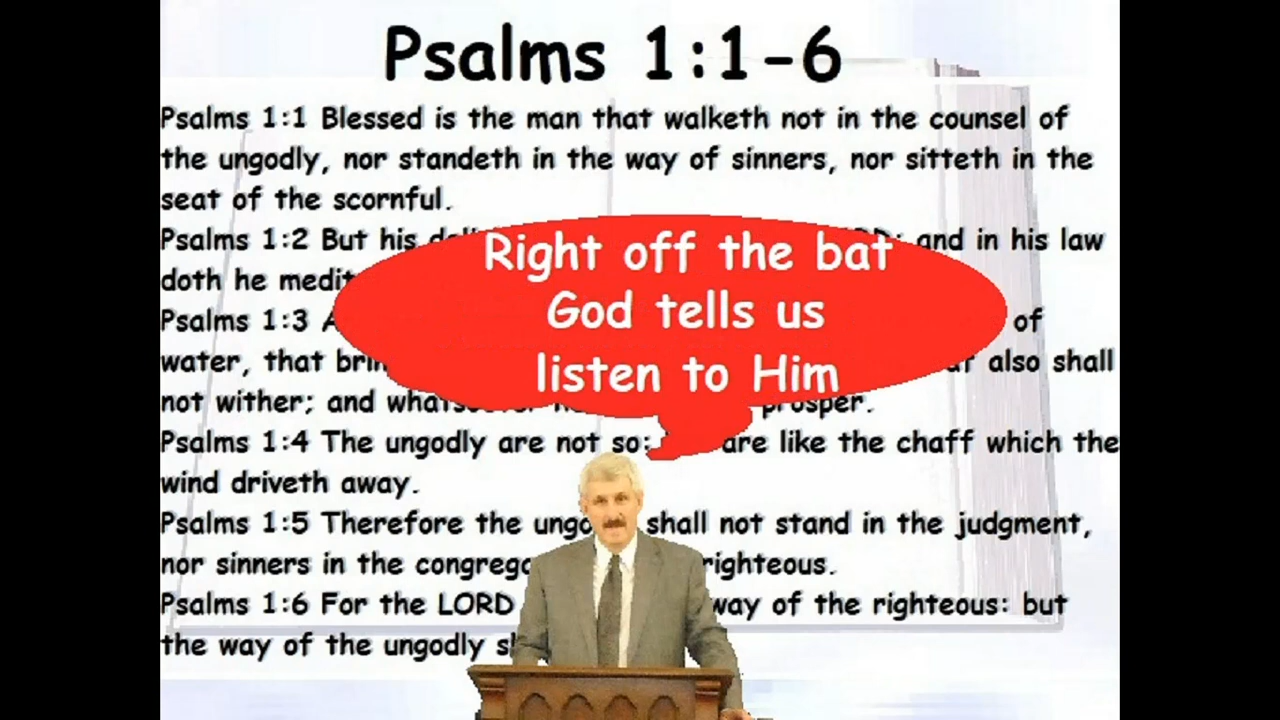 Psalms 1:1-6
Psalms 1:1 Blessed is the man that walketh not in the counsel of
the ungodly, nor standeth in the way of sinners, nor sitteth in the
seat of the scornful.
Psalms 1:2 But his and in his law
doth he
Psalms 1:3 of
water, that also shall
not wither; and prosper.
Psalms 1:4 The ungodly are not so: are like the chaff which the
wind driveth away.
Psalms 1:5 Therefore the shall not stand in the judgment,
nor sinners in the righteous.
Psalms 1:6 For the LORD way of the righteous: but
the way of the ungodly
Right off the bat
God tells us
listen to Him